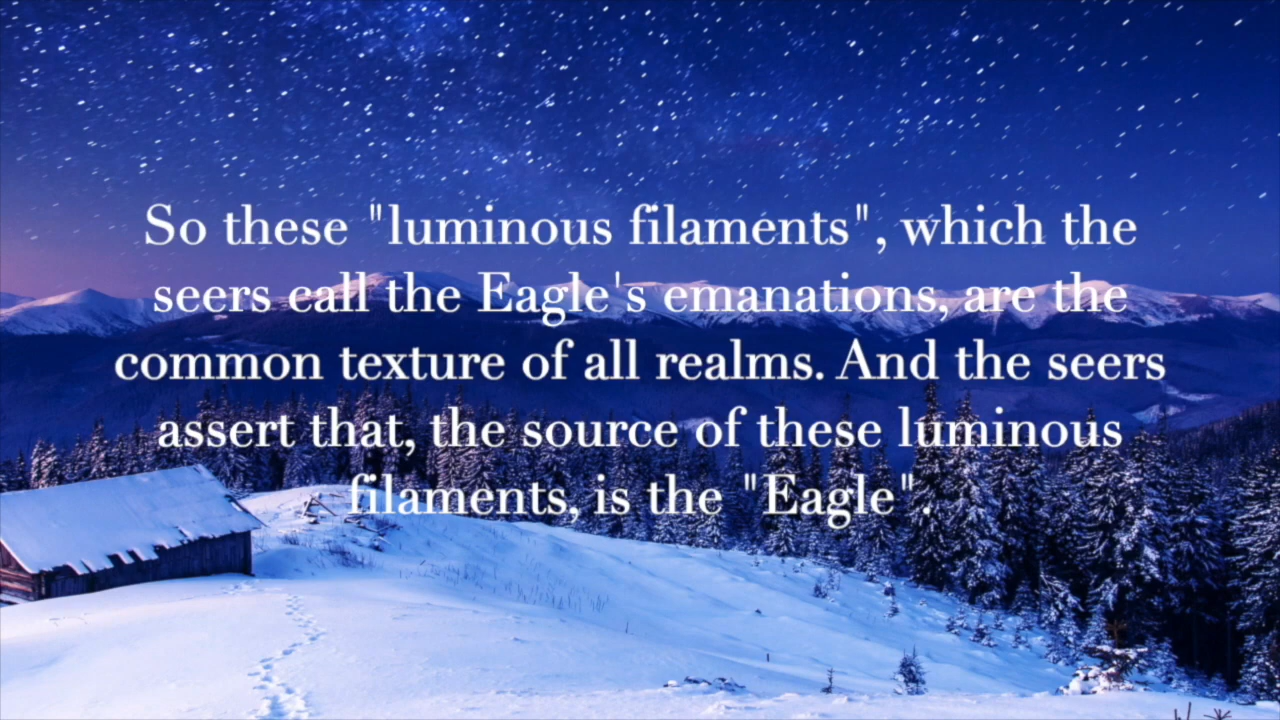 So these "luminous filaments", which the
seers call the Eagle's emanations, are the
common texture of all realms. And the seers
assert that, the source of these luminous
filaments, is the "Eagle".